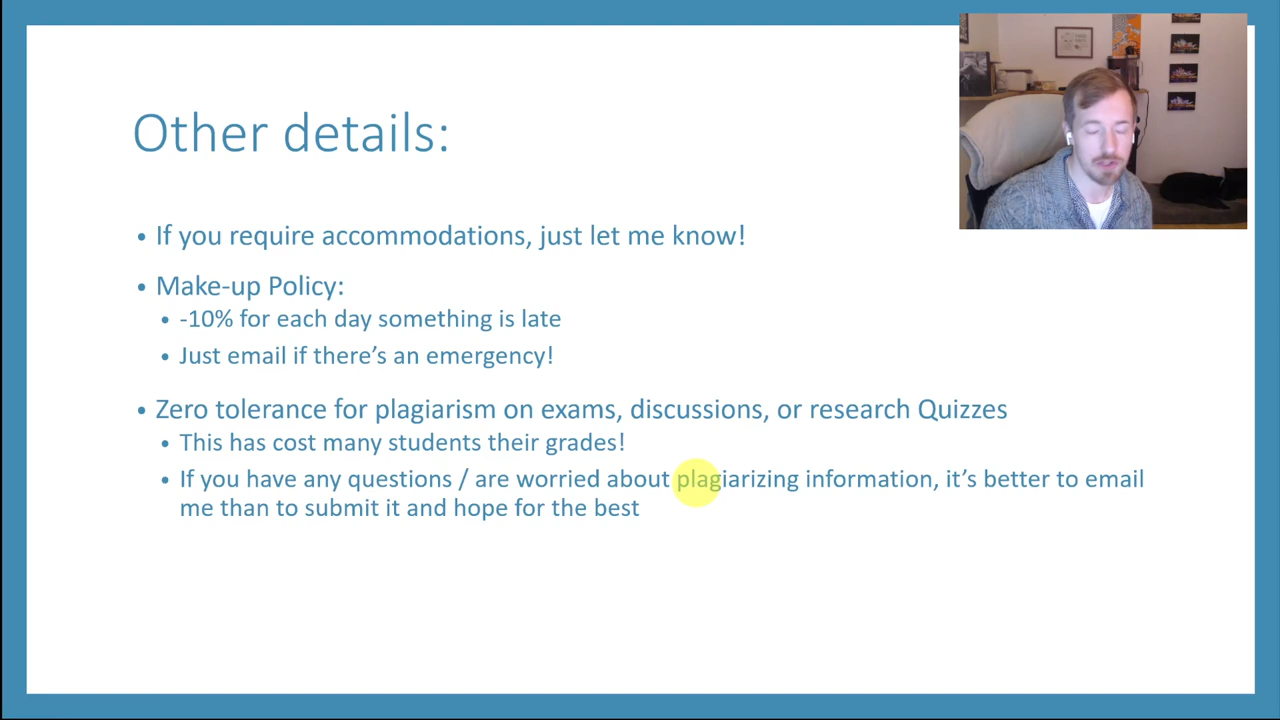 Other details:
• If you require accommodations, just let me know!
• Make-up Policy:
• -10% for each day something is late
• Just email if there’s an emergency!
• Zero tolerance for plagiarism on exams, discussions, or research Quizzes
• This has cost many students their grades!
• If you have any questions / are worried about plagiarizing information, it’s better to email
me than to submit it and hope for the best